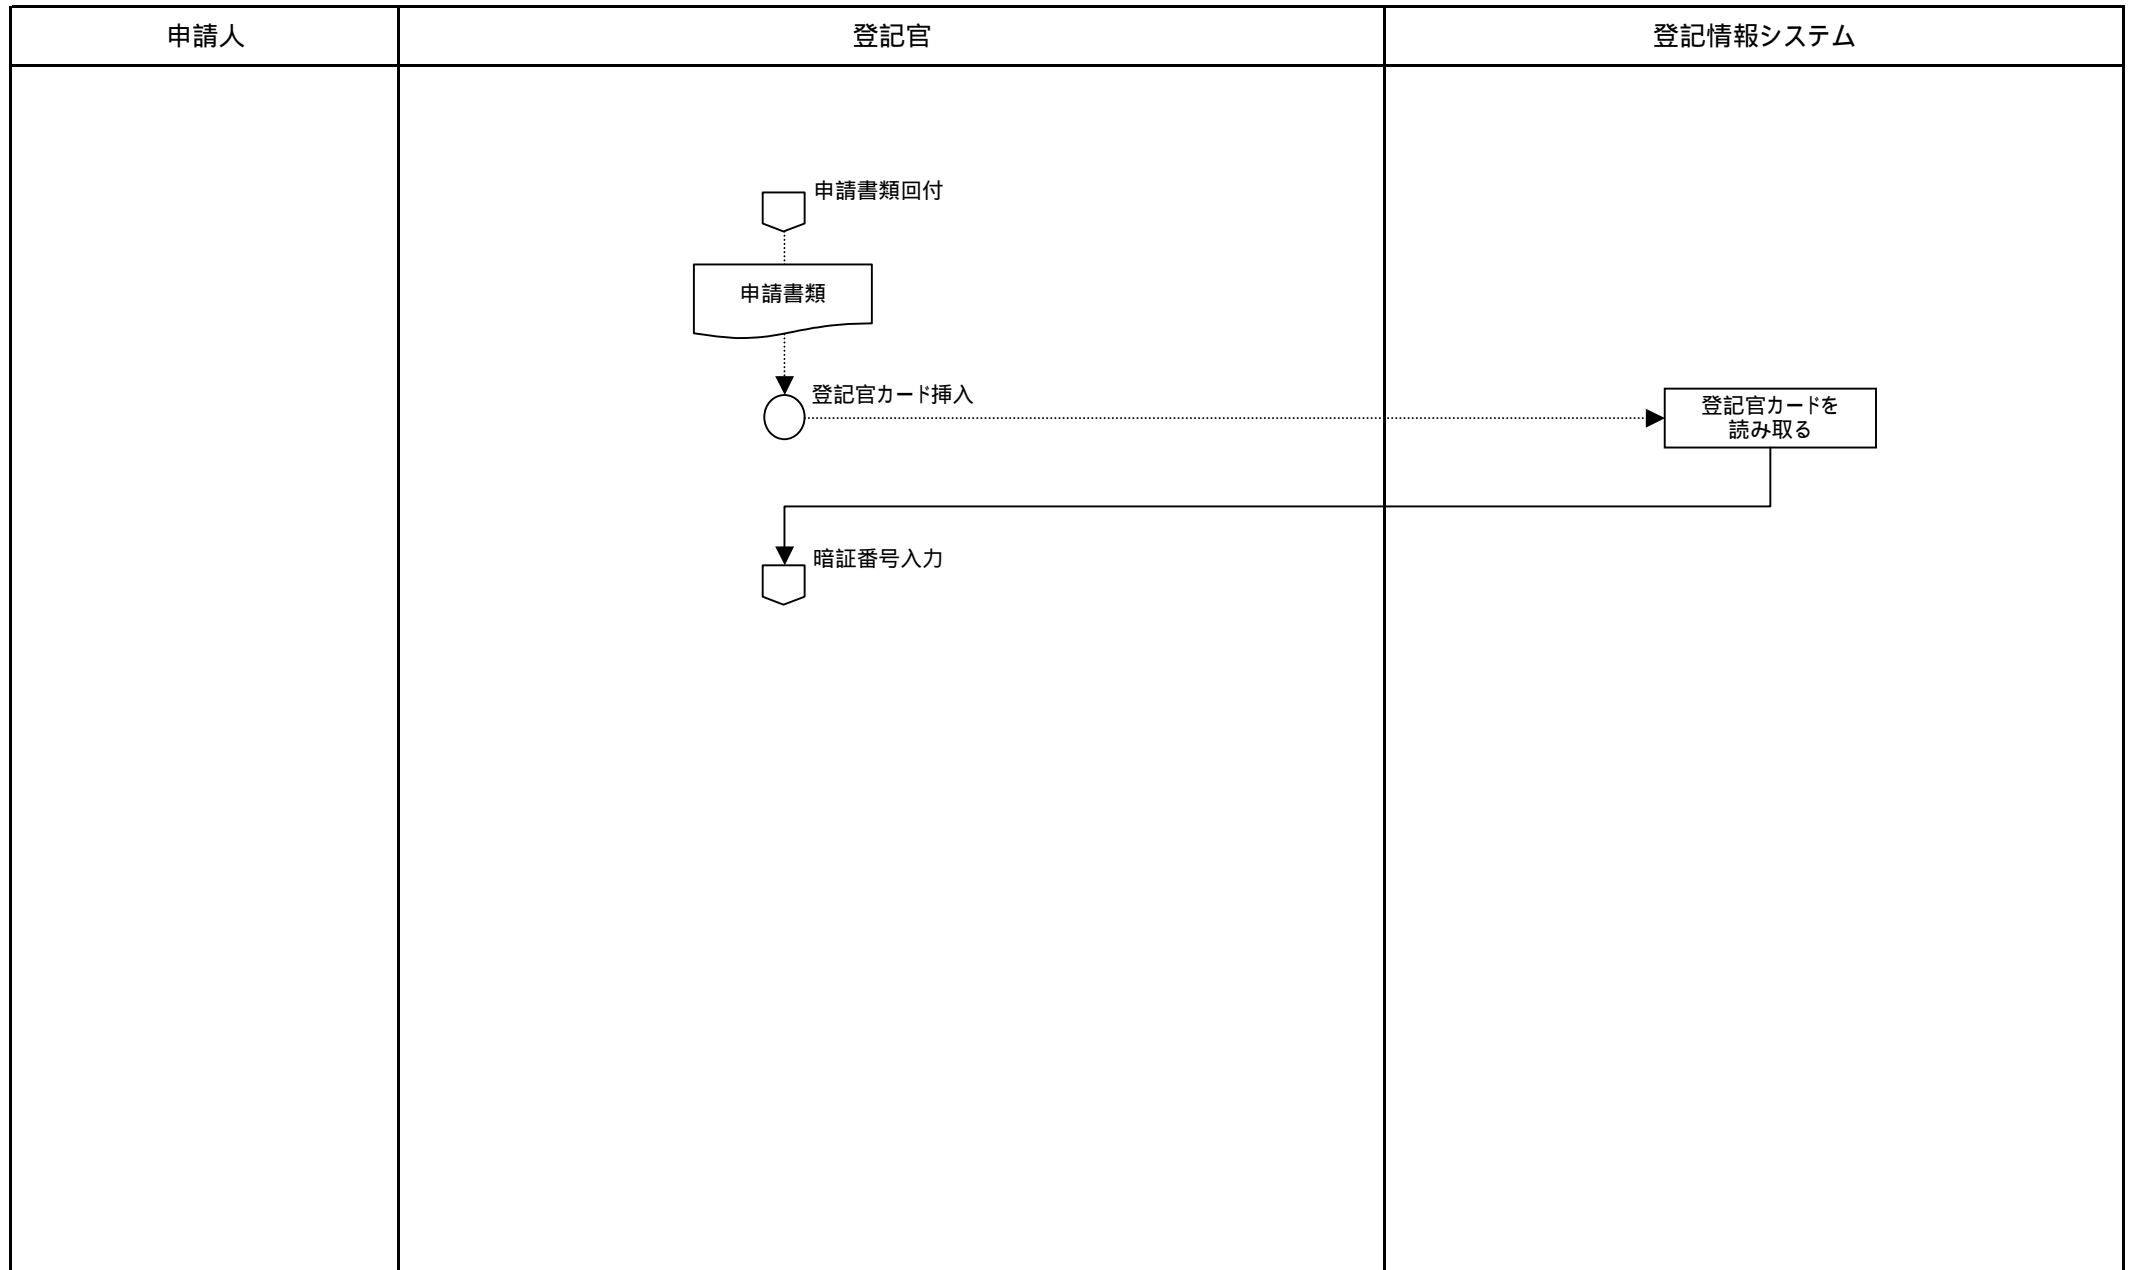 申請人
登記官
登記情報システム
申請書類回付
申請書類
登記官カード挿入
登記官カードを
読み取る
暗証番号入力